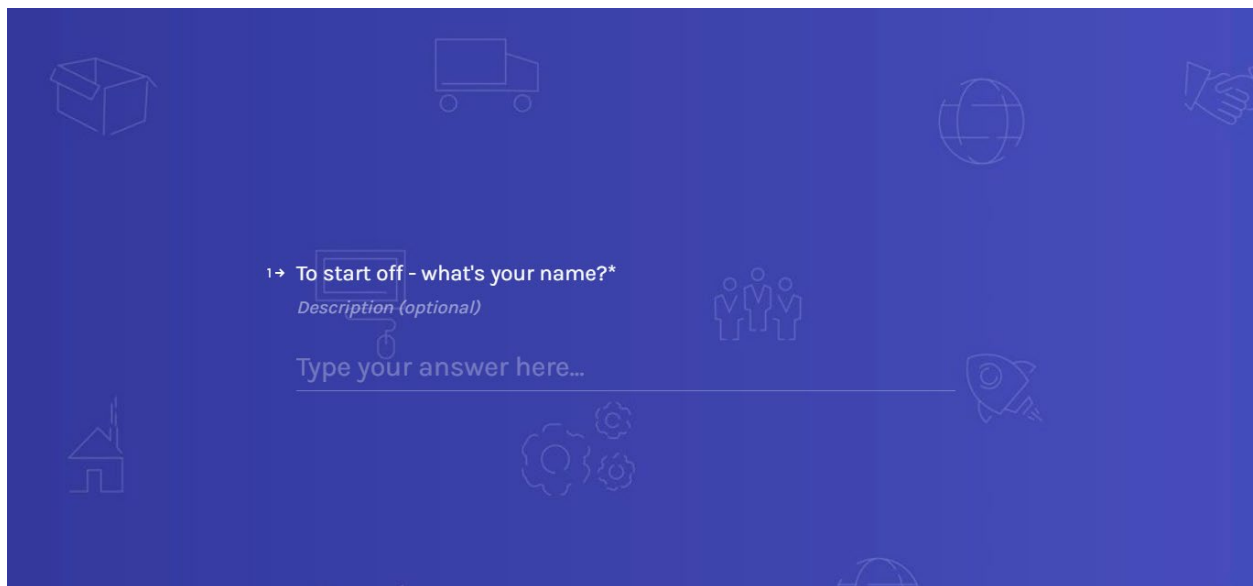 1→ To start off - what's your name?*
Description (optional)
Type your answer here...